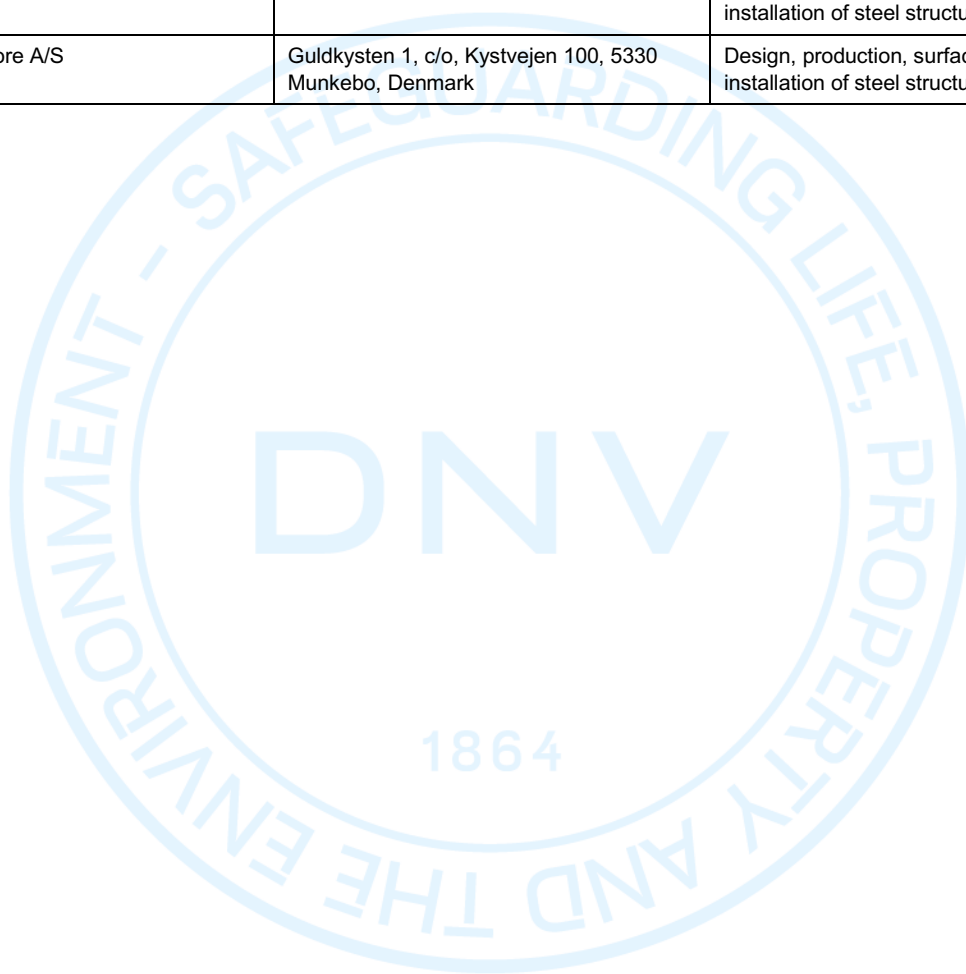 installation of steel structu
ore A/S
Guldkysten 1, c/o, Kystvejen 100, 5330
Munkebo, Denmark
Design, production, surfac
installation of steel structu
SAFEGUARDING LIFE, PROPERTY AND THE ENVIRONMENT -
DNV
1864